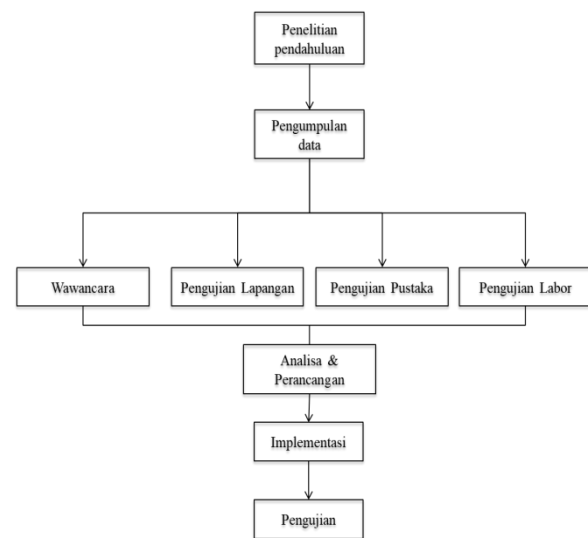 Penelitian
pendahuluan
Pengumpulan
data
Wawancara
Pengujian Lapangan
Pengujian Pustaka
Pengujian Labor
Analisa &
Perancangan
Implementasi
Pengujian